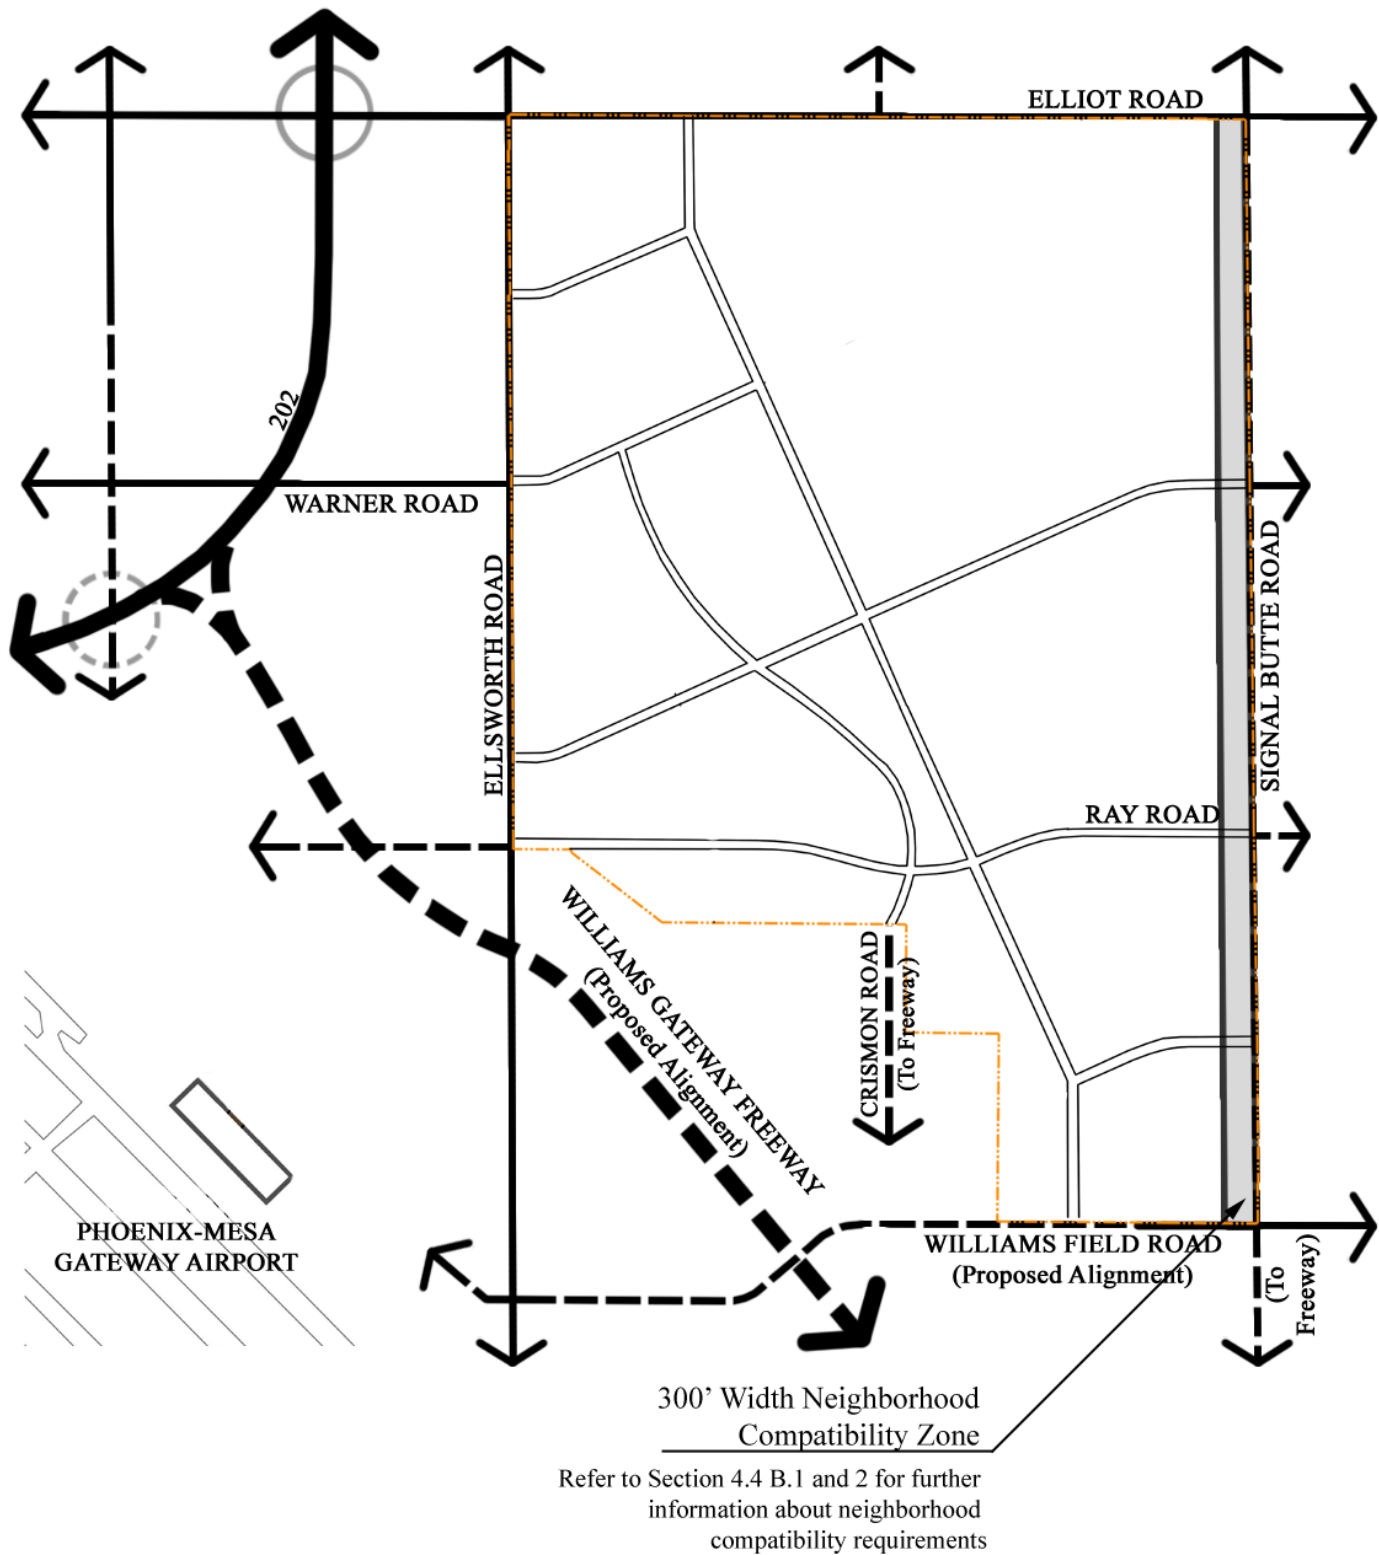 ELLIOT ROAD
202
WARNER ROAD
ELLSWORTH ROAD
SIGNAL BUTTE ROAD
RAY ROAD
WILLIAMS GATEWAY FREEWAY
(Proposed Alignment)
CRISMON ROAD
(To Freeway)
PHOENIX-MESA
GATEWAY AIRPORT
WILLIAMS FIELD ROAD
(Proposed Alignment)
(To
Freeway)
300’ Width Neighborhood
Compatibility Zone
Refer to Section 4.4 B.1 and 2 for further
information about neighborhood
compatibility requirements